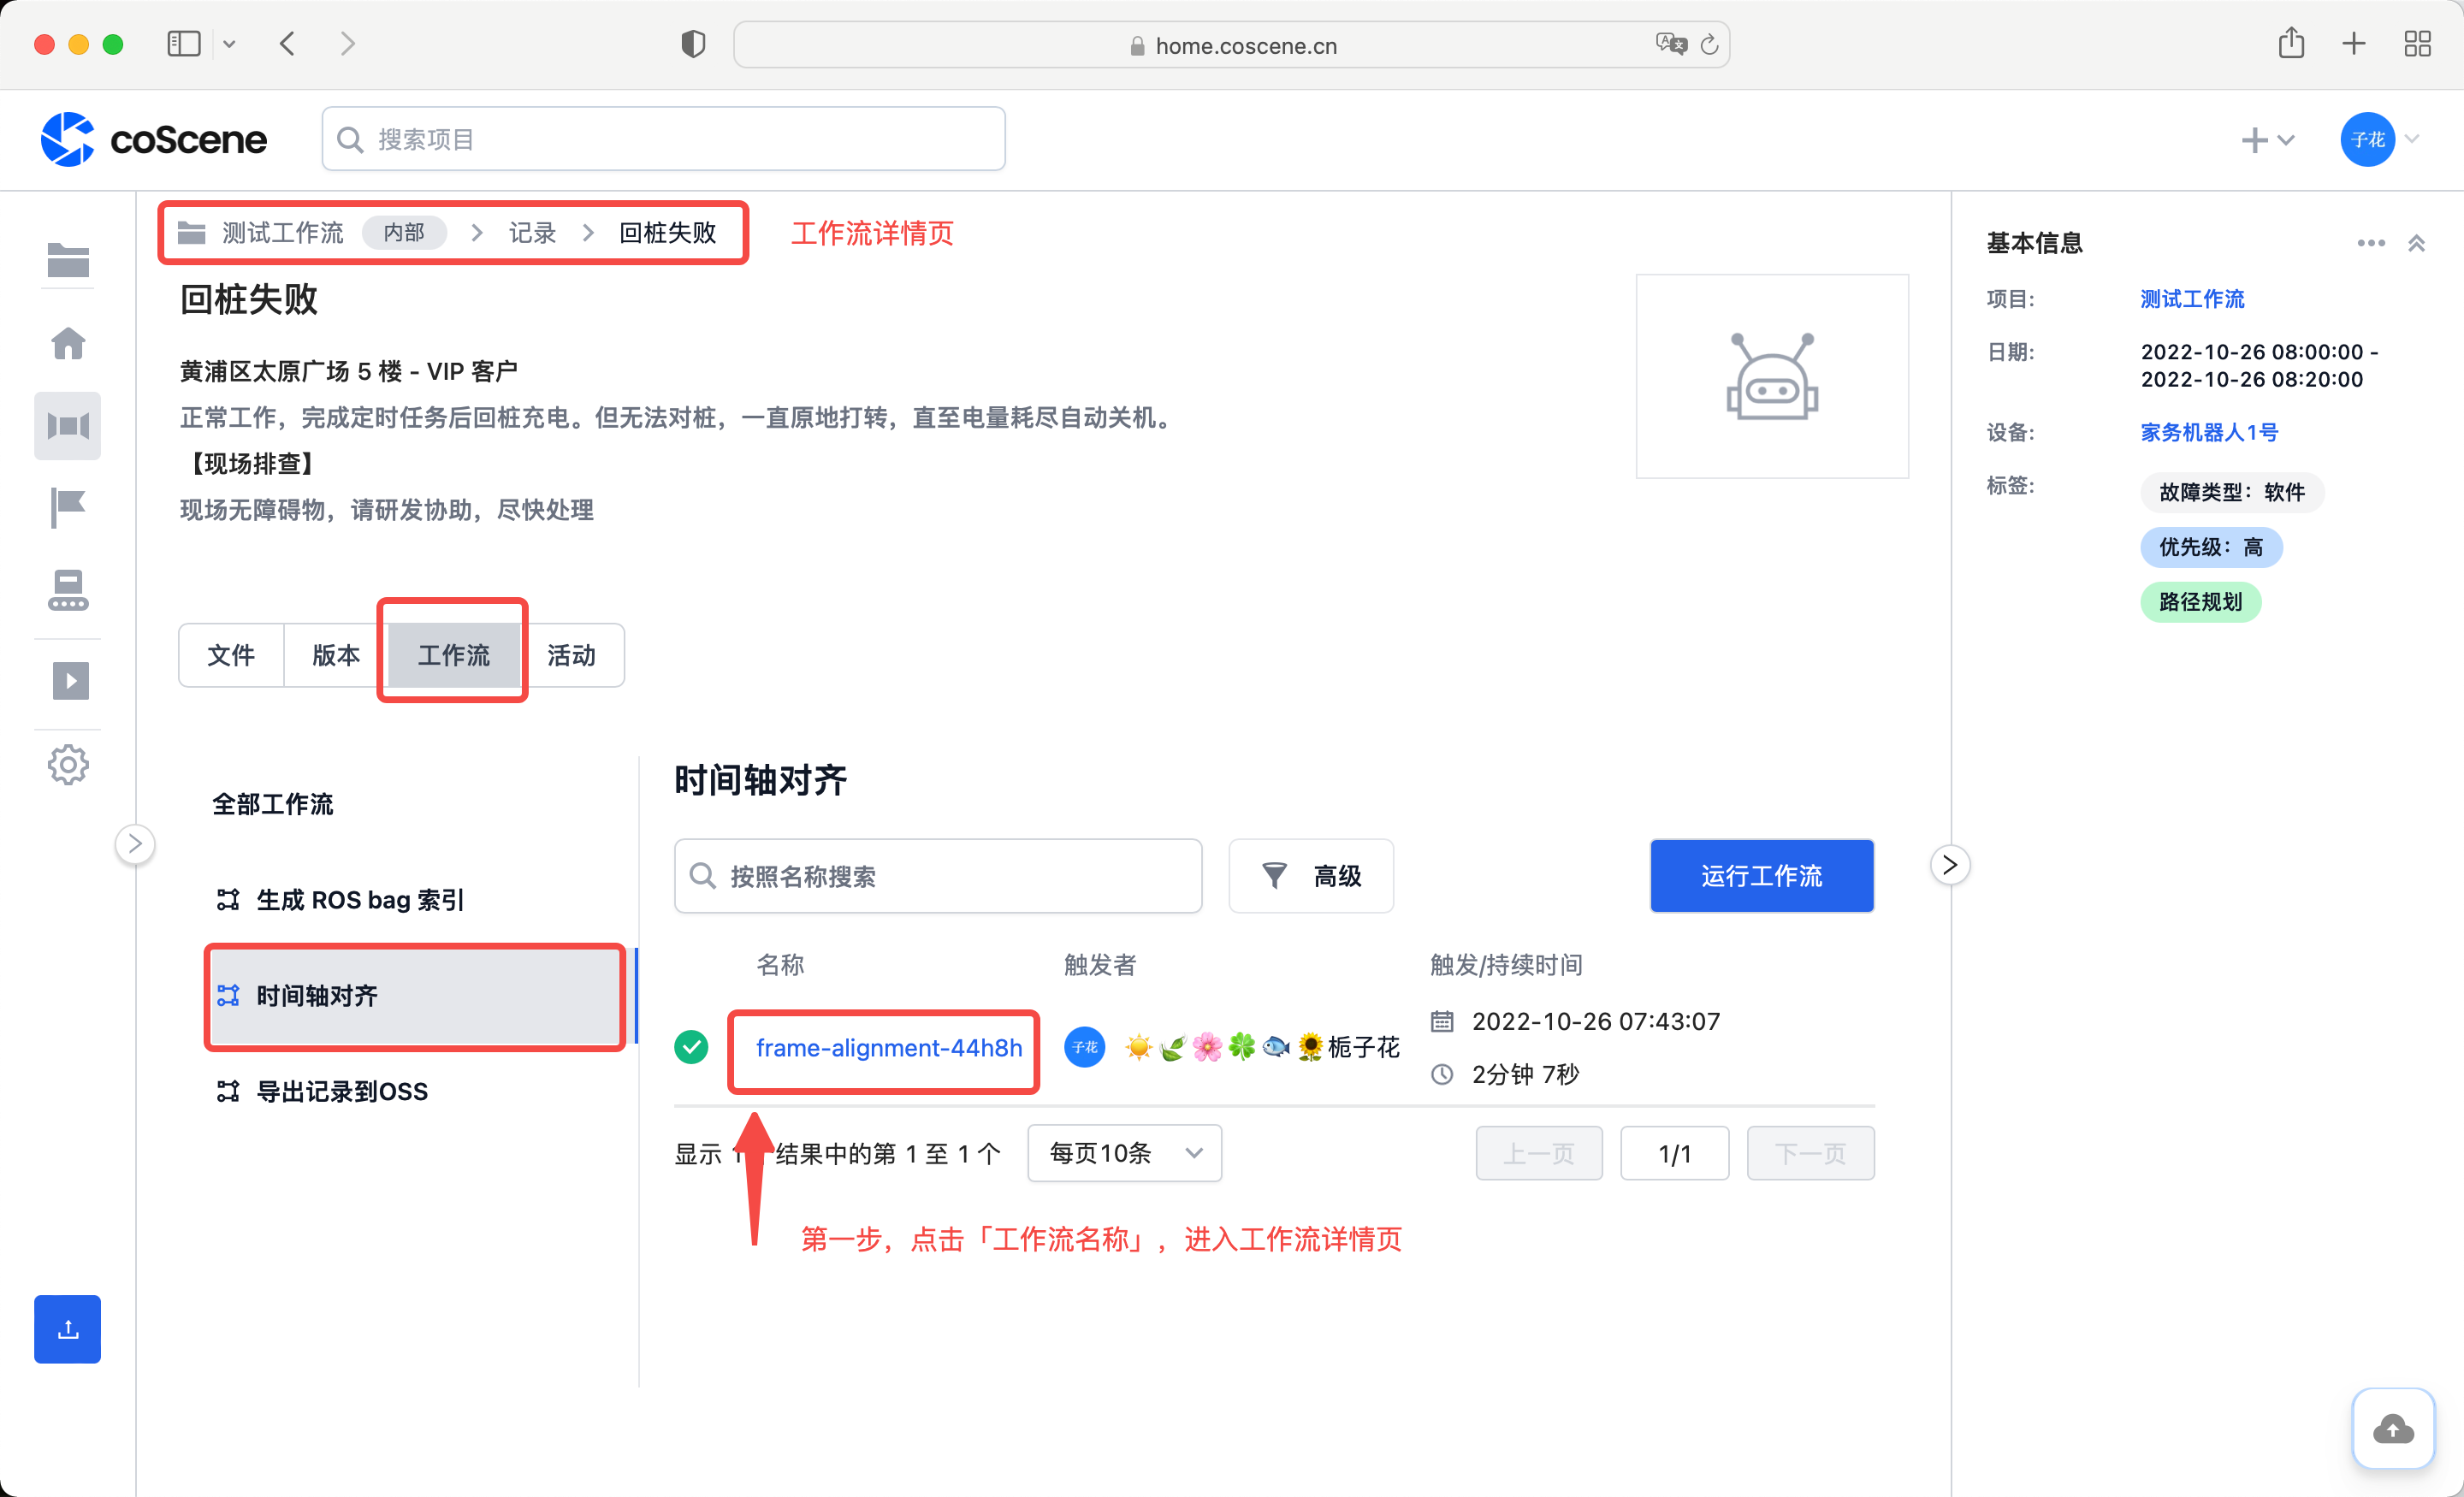 home.coscene.cn
coScene
搜索项目
子花
测试工作流 内部 > 记录 > 回桩失败
工作流详情页
回桩失败
黄浦区太原广场 5 楼 - VIP 客户
正常工作，完成定时任务后回桩充电。但无法对桩，一直原地打转，直至电量耗尽自动关机。
【现场排查】
现场无障碍物，请研发协助，尽快处理
文件
版本
工作流
活动
全部工作流
生成 ROS bag 索引
时间轴对齐
导出记录到OSS
时间轴对齐
按照名称搜索
高级
运行工作流
名称
触发者
触发/持续时间
frame-alignment-44h8h
子花
栀子花
2022-10-26 07:43:07
2分钟 7秒
显示 1 结果中的第 1 至 1 个
每页10条
上一页
1/1
下一页
第一步，点击「工作流名称」，进入工作流详情页
基本信息
项目:
测试工作流
日期:
2022-10-26 08:00:00 -
2022-10-26 08:20:00
设备:
家务机器人1号
标签:
故障类型：软件
优先级：高
路径规划